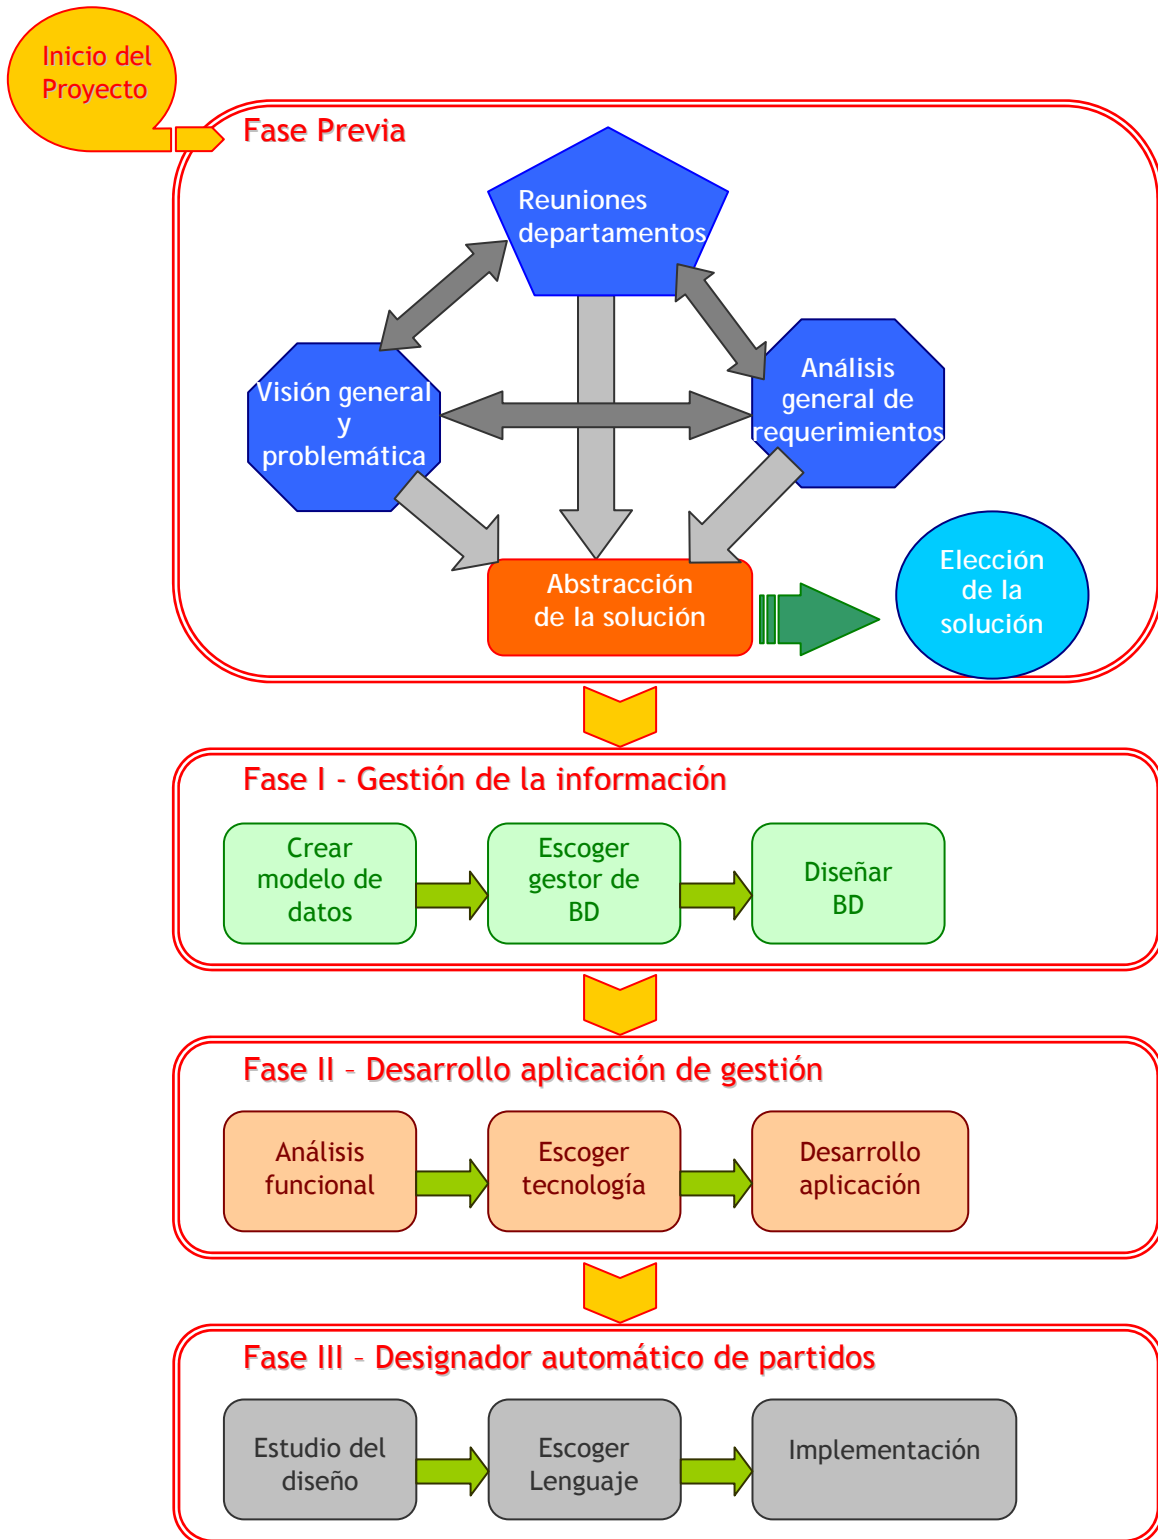 Inicio del
Proyecto
Fase Previa
Reuniones
departamentos
Visión general
y
problemática
Análisis
general de
requerimientos
Abstracción
de la solución
Elección
de la
solución
Fase I - Gestión de la información
Crear
modelo de
datos
Escoger
gestor de
BD
Diseñar
BD
Fase II – Desarrollo aplicación de gestión
Análisis
funcional
Escoger
tecnología
Desarrollo
aplicación
Fase III – Designador automático de partidos
Estudio del
diseño
Escoger
Lenguaje
Implementación